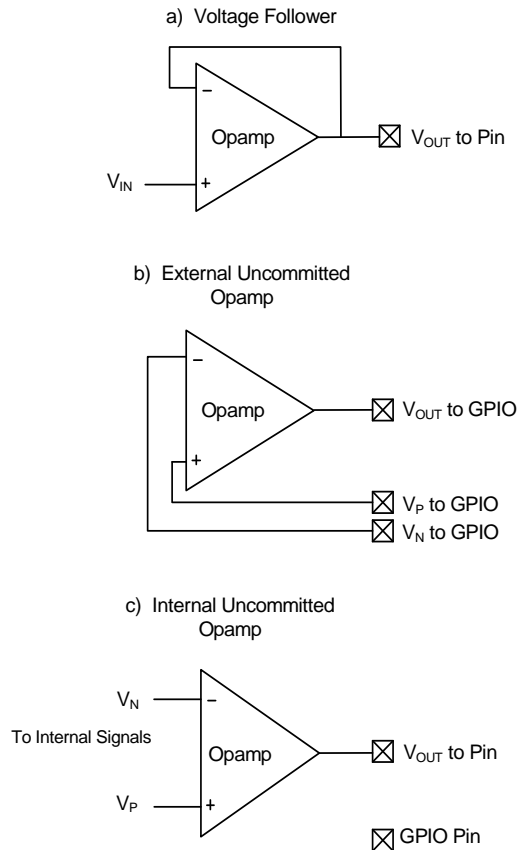 a) Voltage Follower
−
Opamp
V_OUT to Pin
V_IN
+
b) External Uncommitted
Opamp
−
Opamp
V_OUT to GPIO
+
V_P to GPIO
V_N to GPIO
c) Internal Uncommitted
Opamp
V_N
−
To Internal Signals
Opamp
V_OUT to Pin
V_P
+
GPIO Pin